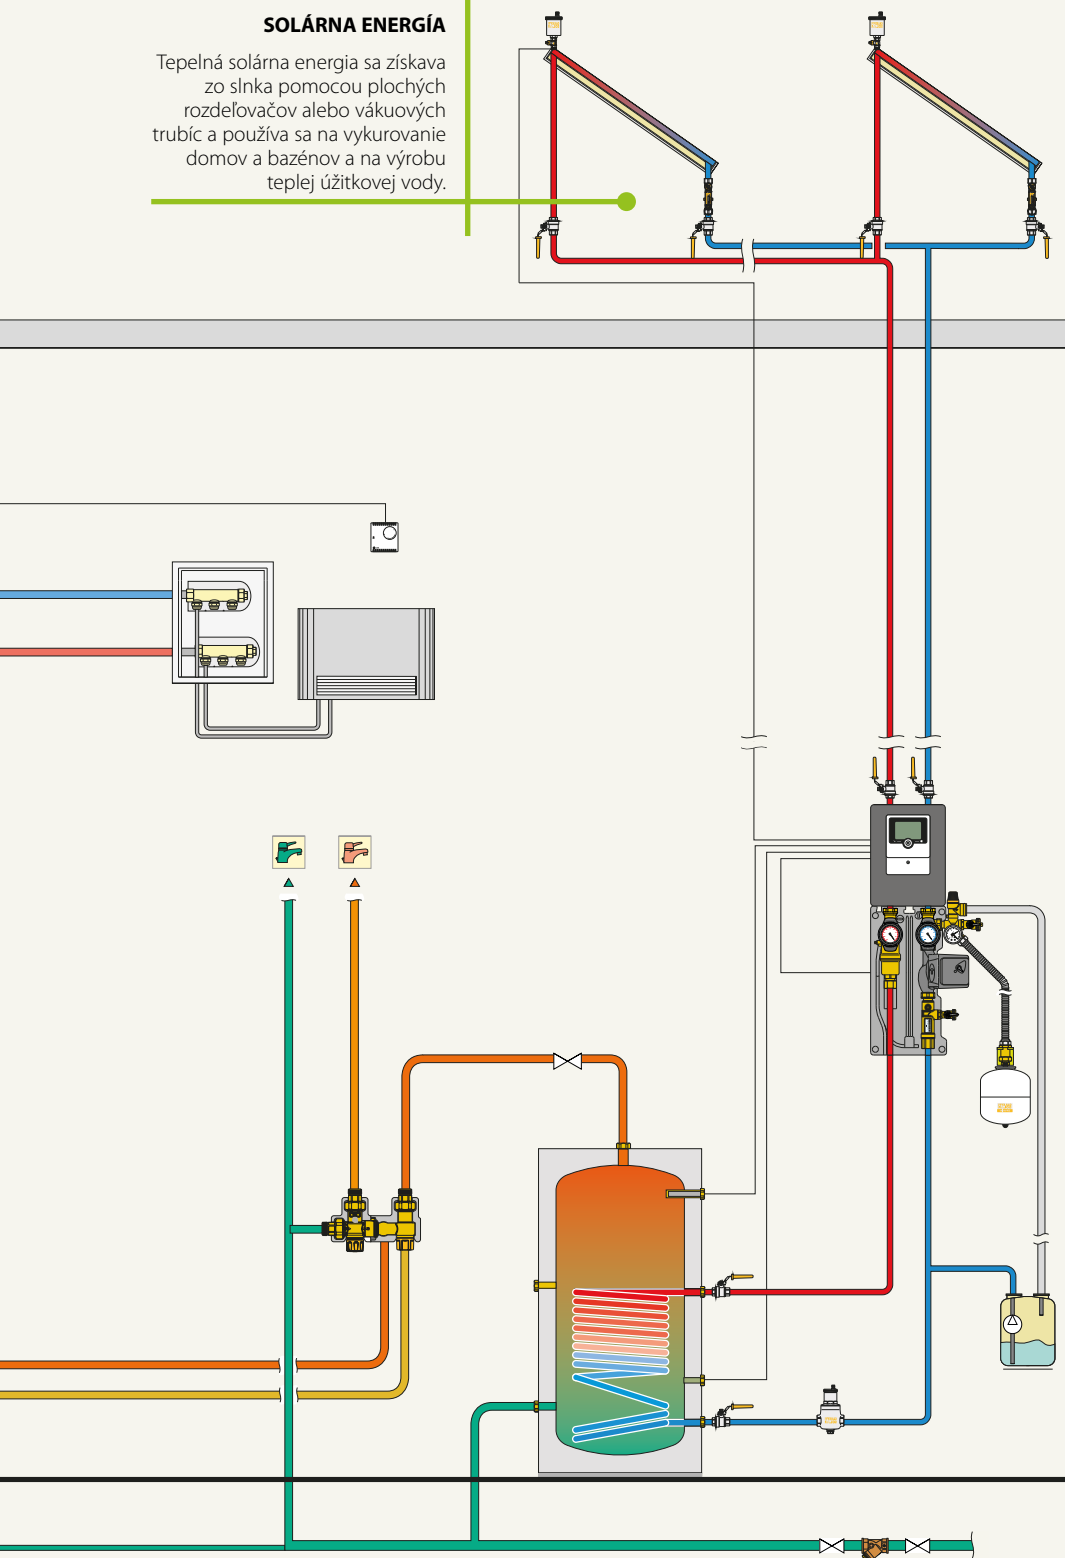 SOLÁRNA ENERGÍA
Tepelná solárna energia sa získava
zo slnka pomocou plochých
rozdeľovačov alebo vákuových
trubíc a používa sa na vykurovanie
domov a bazénov a na výrobu
teplej úžitkovej vody.